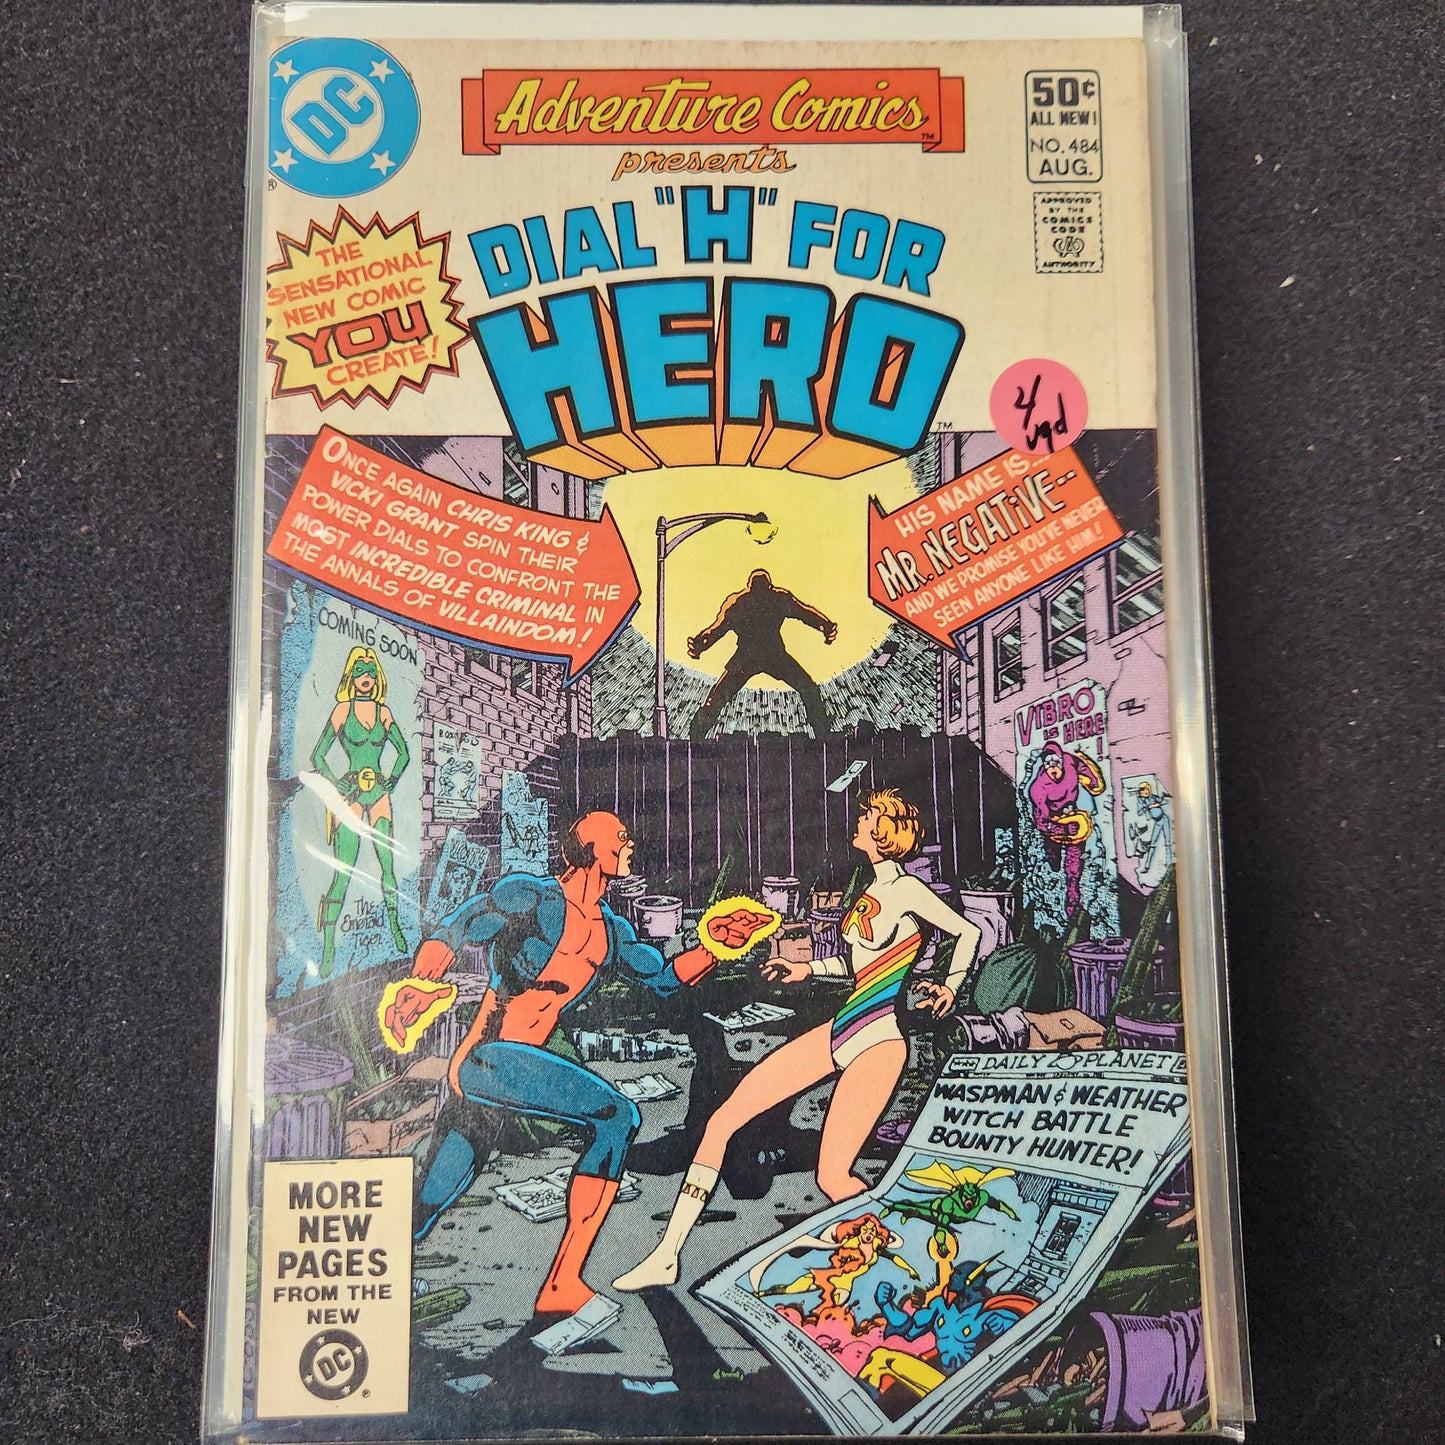 DC
®
Adventure Comics
™
presents
DIAL "H" FOR
HERO
™
50¢
ALL NEW!
NO. 484
AUG.
APPROVED
BY THE
COMICS
CODE
AUTHORITY
THE
SENSATIONAL
NEW COMIC
YOU
CREATE!
4
vgd
ONCE AGAIN CHRIS KING &
VICKI GRANT SPIN THEIR
POWER DIALS TO CONFRONT THE
MOST INCREDIBLE CRIMINAL IN
THE ANNALS OF VILLAINDOM!
HIS NAME IS...
MR. NEGATIVE--
AND WE PROMISE YOU'VE NEVER
SEEN ANYONE LIKE HIM!
COMING SOON
The
Emerald
Tiger
VIBRO
IS HERE!
R
DAILY PLANET
WASPMAN & WEATHER
WITCH BATTLE
BOUNTY HUNTER!
MORE
NEW
PAGES
FROM THE
NEW
DC
®